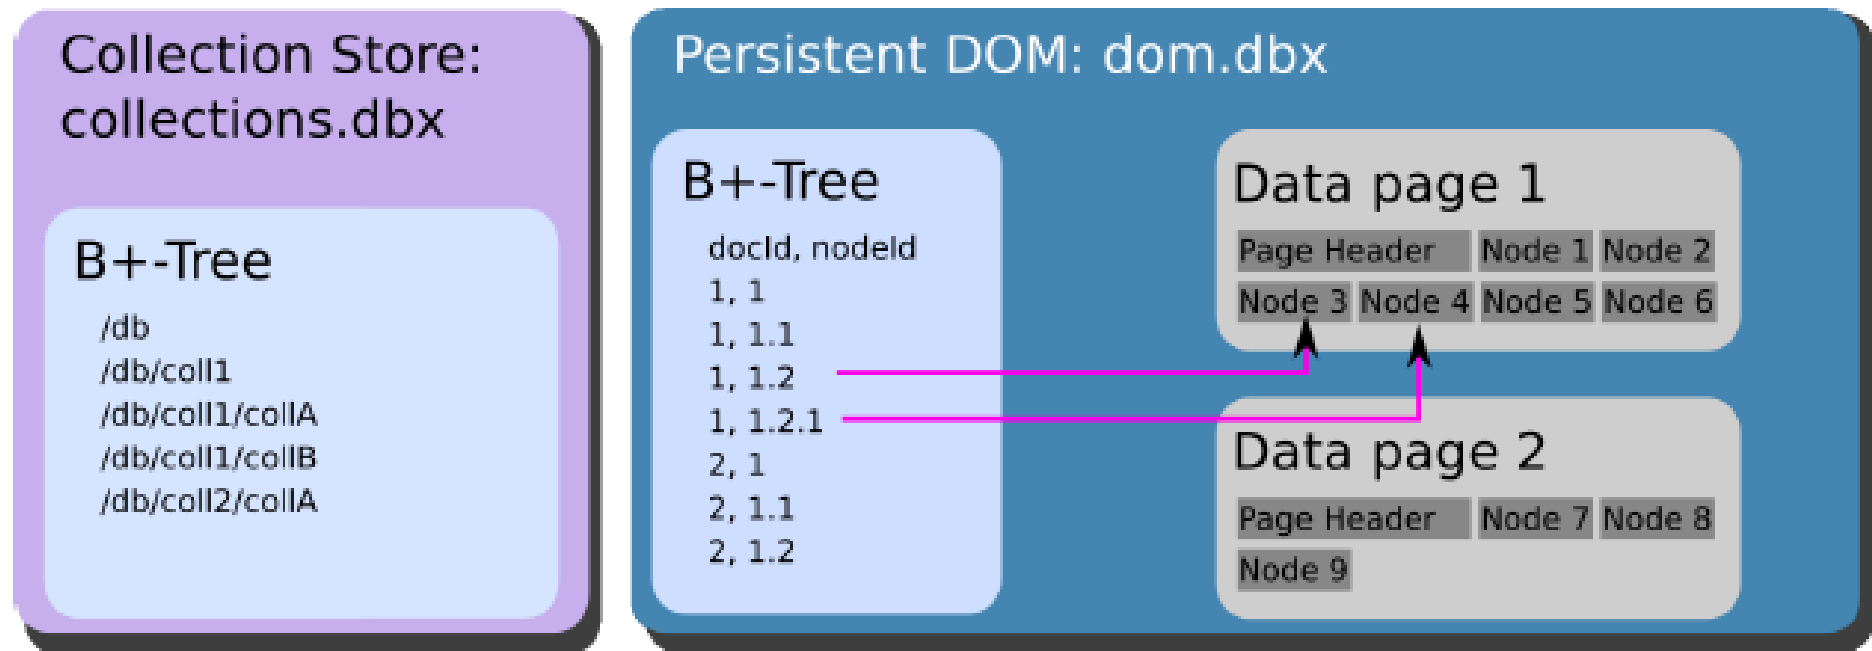 Collection Store:
collections.dbx
B+-Tree
/db
/db/coll1
/db/coll1/collA
/db/coll1/collB
/db/coll2/collA
Persistent DOM: dom.dbx
B+-Tree
docId, nodeId
1, 1
1, 1.1
1, 1.2
1, 1.2.1
2, 1
2, 1.1
2, 1.2
Data page 1
Page Header Node 1 Node 2
Node 3 Node 4 Node 5 Node 6
Data page 2
Page Header Node 7 Node 8
Node 9